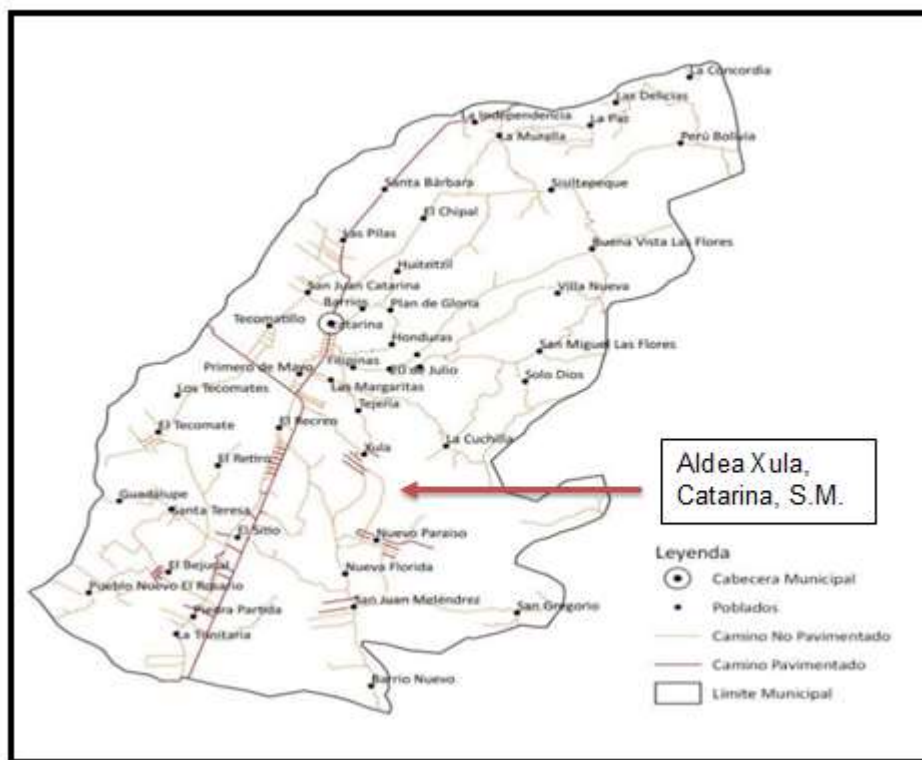 La Concordia
Las Delicias
La Independencia
La Paz
La Muralla
Perú Bolivia
Santa Bárbara
Sisiltepeque
El Chipal
Las Pilas
Buena Vista Las Flores
Huiteitzil
San Juan Catarina
Villa Nueva
Barrios
Plan de Gloria
Tecomatillo
Catarina
Honduras
San Miguel Las Flores
Filipinas
20 de Julio
Primero de Mayo
Solo Dios
Las Margaritas
Los Tecomates
Tejería
El Tecomate
El Recreo
La Cuchilla
Xula
El Retiro
Aldea Xula,
Catarina, S.M.
Guadalupe
Santa Teresa
El Sitio
Nuevo Paraiso
Leyenda
El Bejucal
Nueva Florida
Cabecera Municipal
Pueblo Nuevo El Rosario
Piedra Partida
San Juan Meléndrez
San Gregorio
Poblados
La Trinitaria
Camino No Pavimentado
Camino Pavimentado
Barrio Nuevo
Límite Municipal